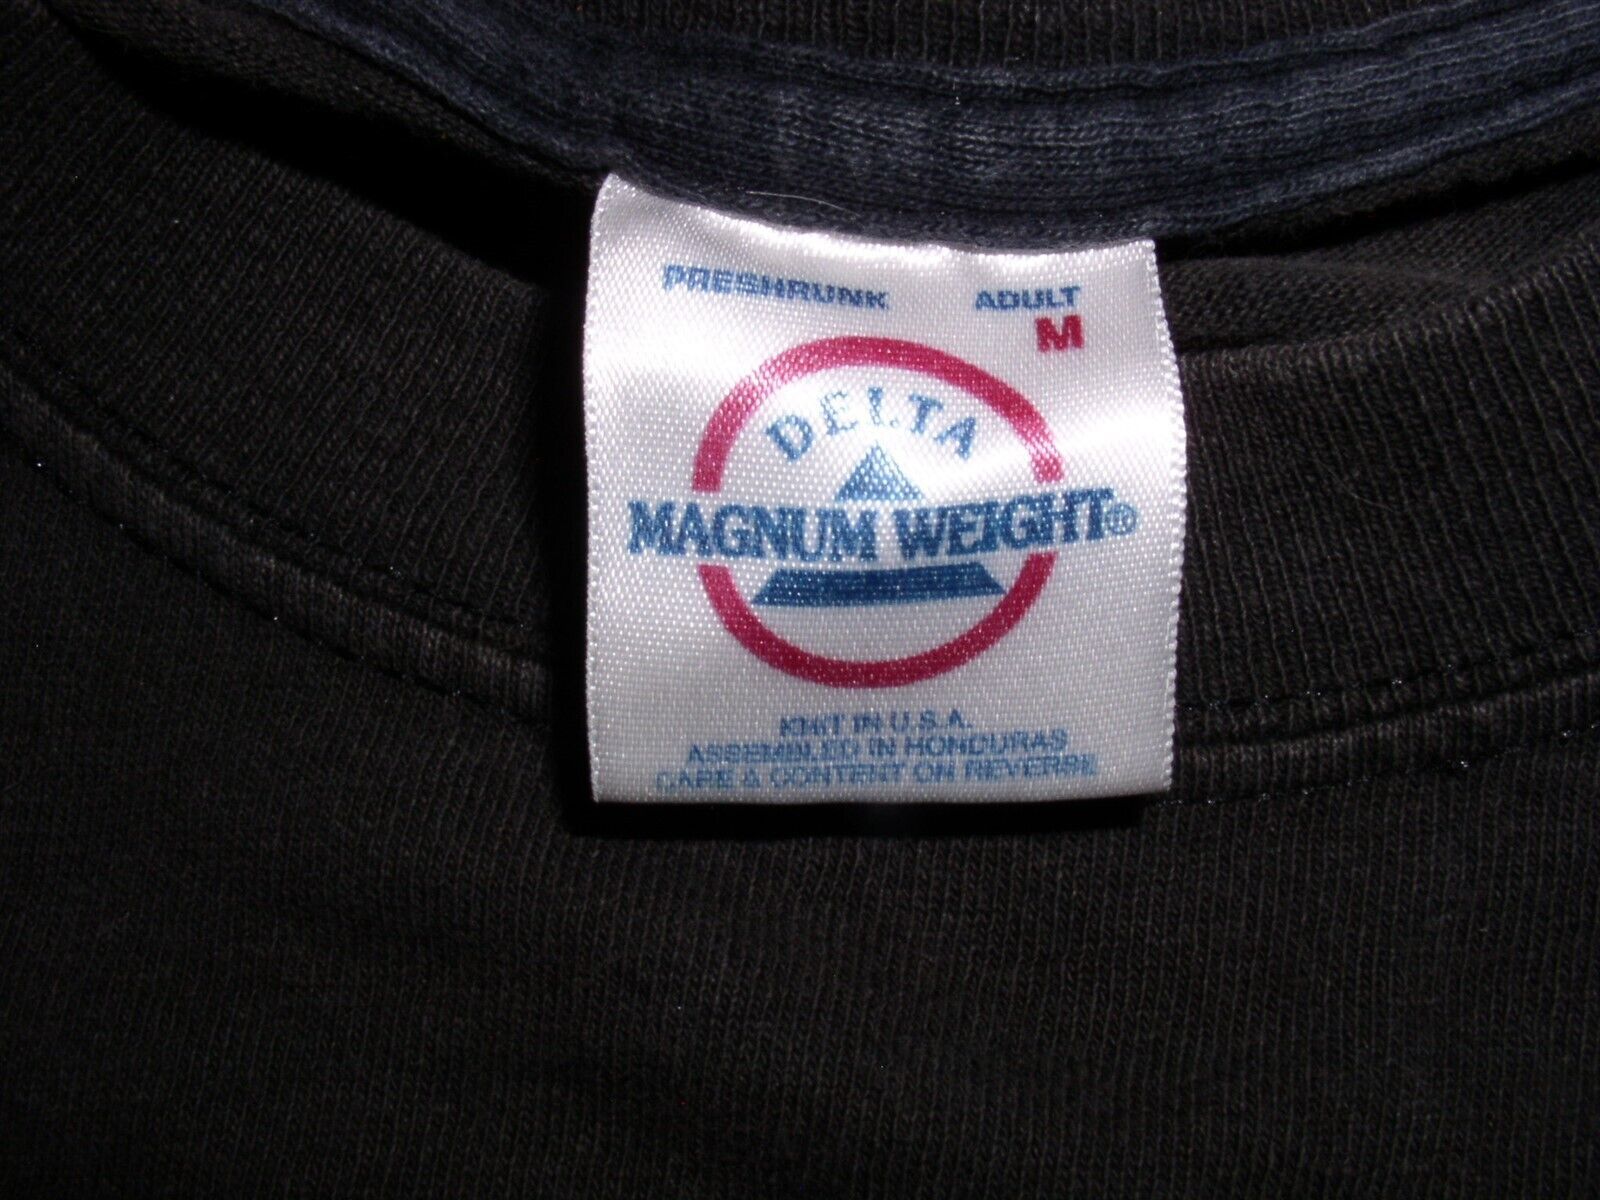 PRESHRUNK ADULT
M
DELTA
MAGNUM WEIGHT®
KNIT IN U.S.A.
ASSEMBLED IN HONDURAS
CARE & CONTENT ON REVERSE